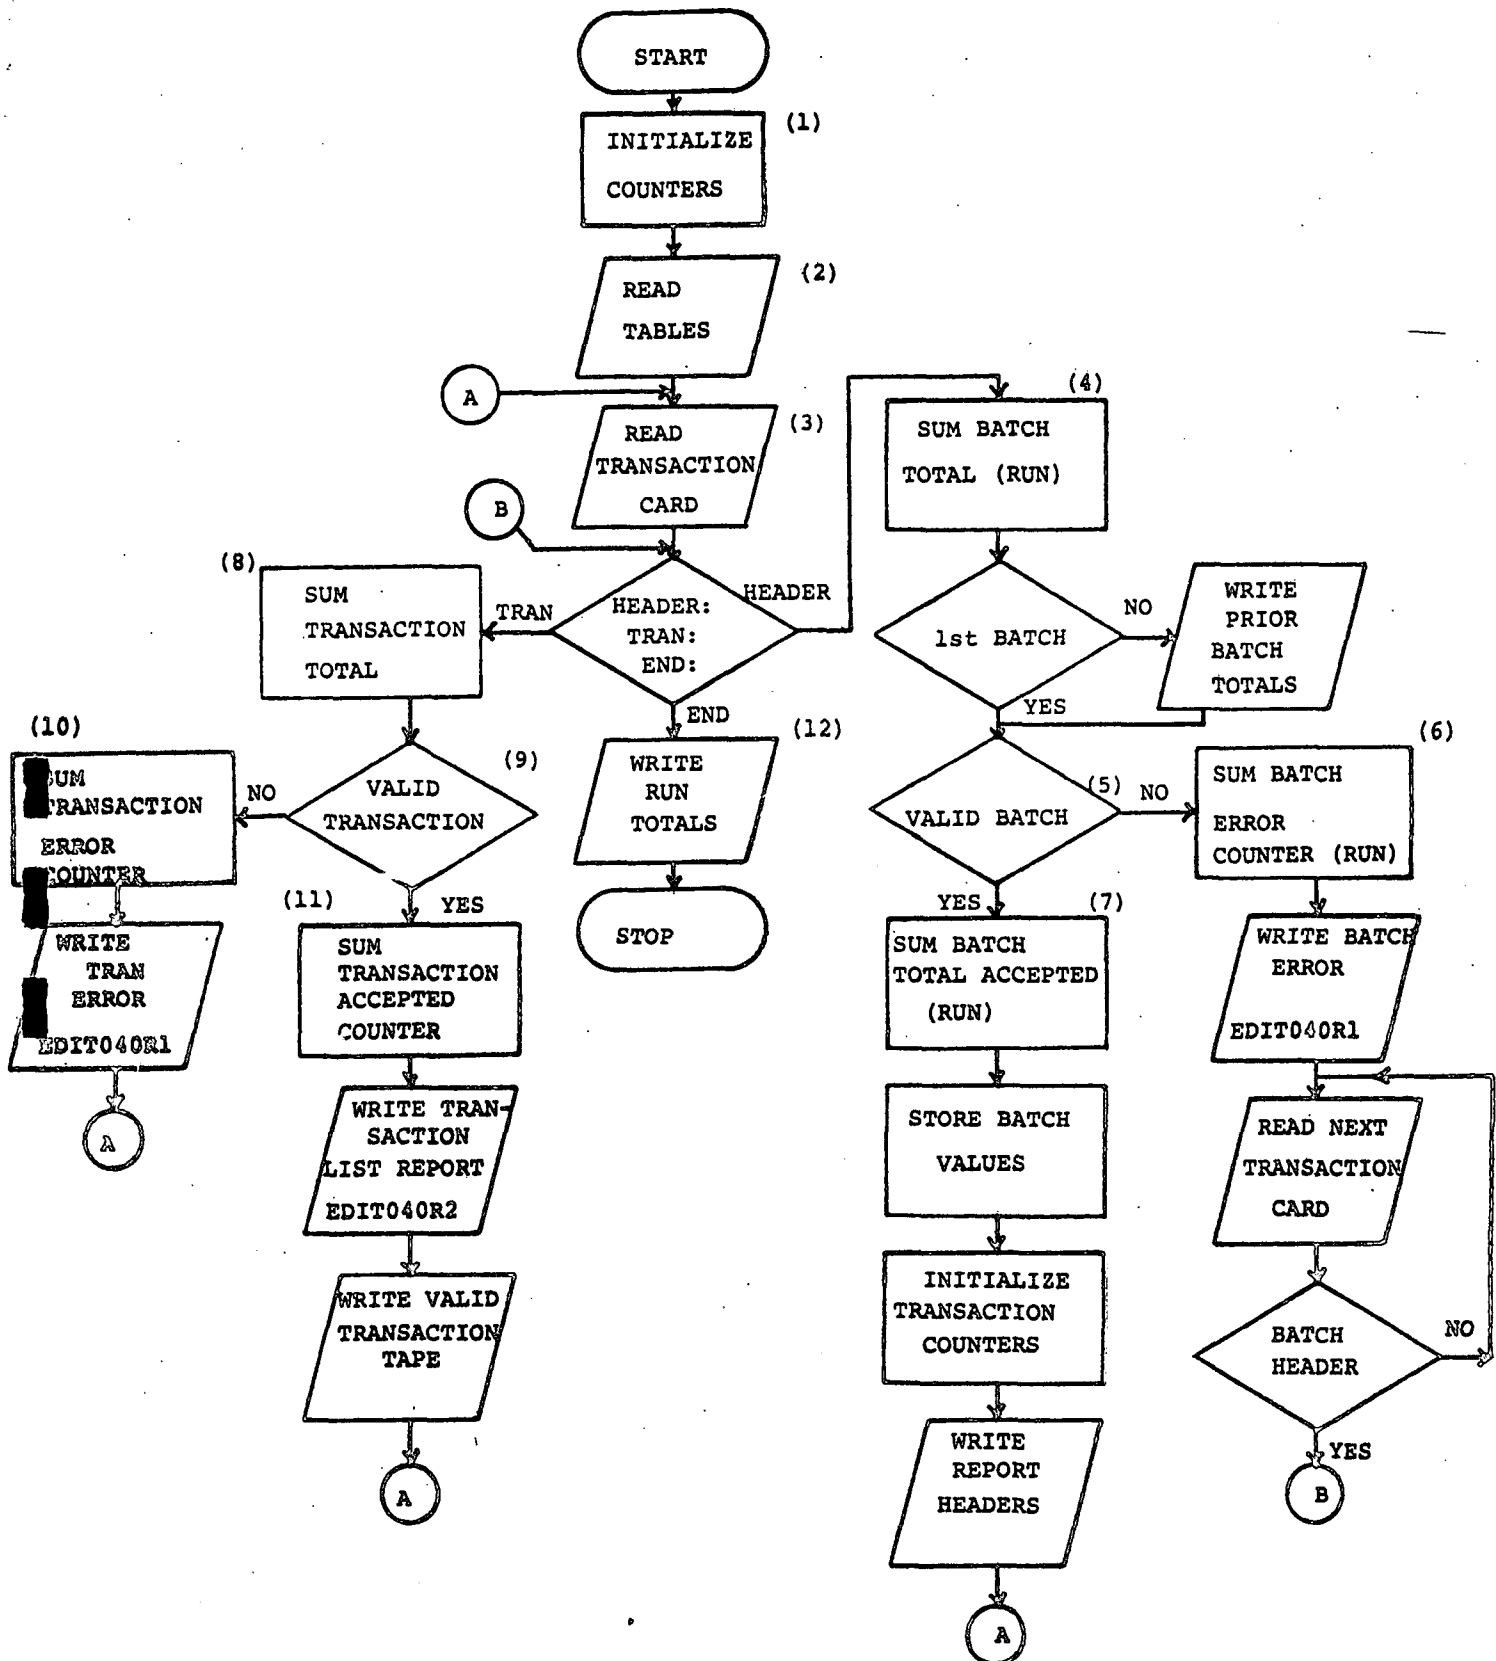 START
(1)
INITIALIZE
COUNTERS
(2)
READ
TABLES
A
(3)
READ
TRANSACTION
CARD
B
HEADER:
TRAN:
END:
HEADER
TRAN
END
(4)
SUM BATCH
TOTAL (RUN)
1st BATCH
NO
WRITE
PRIOR
BATCH
TOTALS
YES
(8)
SUM
TRANSACTION
TOTAL
(9)
VALID
TRANSACTION
NO
(10)
SUM
TRANSACTION
ERROR
COUNTER
WRITE
TRAN
ERROR
EDIT040R1
A
YES
(11)
SUM
TRANSACTION
ACCEPTED
COUNTER
WRITE TRAN-
SACTION
LIST REPORT
EDIT040R2
WRITE VALID
TRANSACTION
TAPE
A
(12)
WRITE
RUN
TOTALS
STOP
(5)
VALID BATCH
NO
(6)
SUM BATCH
ERROR
COUNTER (RUN)
WRITE BATCH
ERROR
EDIT040R1
READ NEXT
TRANSACTION
CARD
BATCH
HEADER
NO
YES
B
YES
(7)
SUM BATCH
TOTAL ACCEPTED
(RUN)
STORE BATCH
VALUES
INITIALIZE
TRANSACTION
COUNTERS
WRITE
REPORT
HEADERS
A